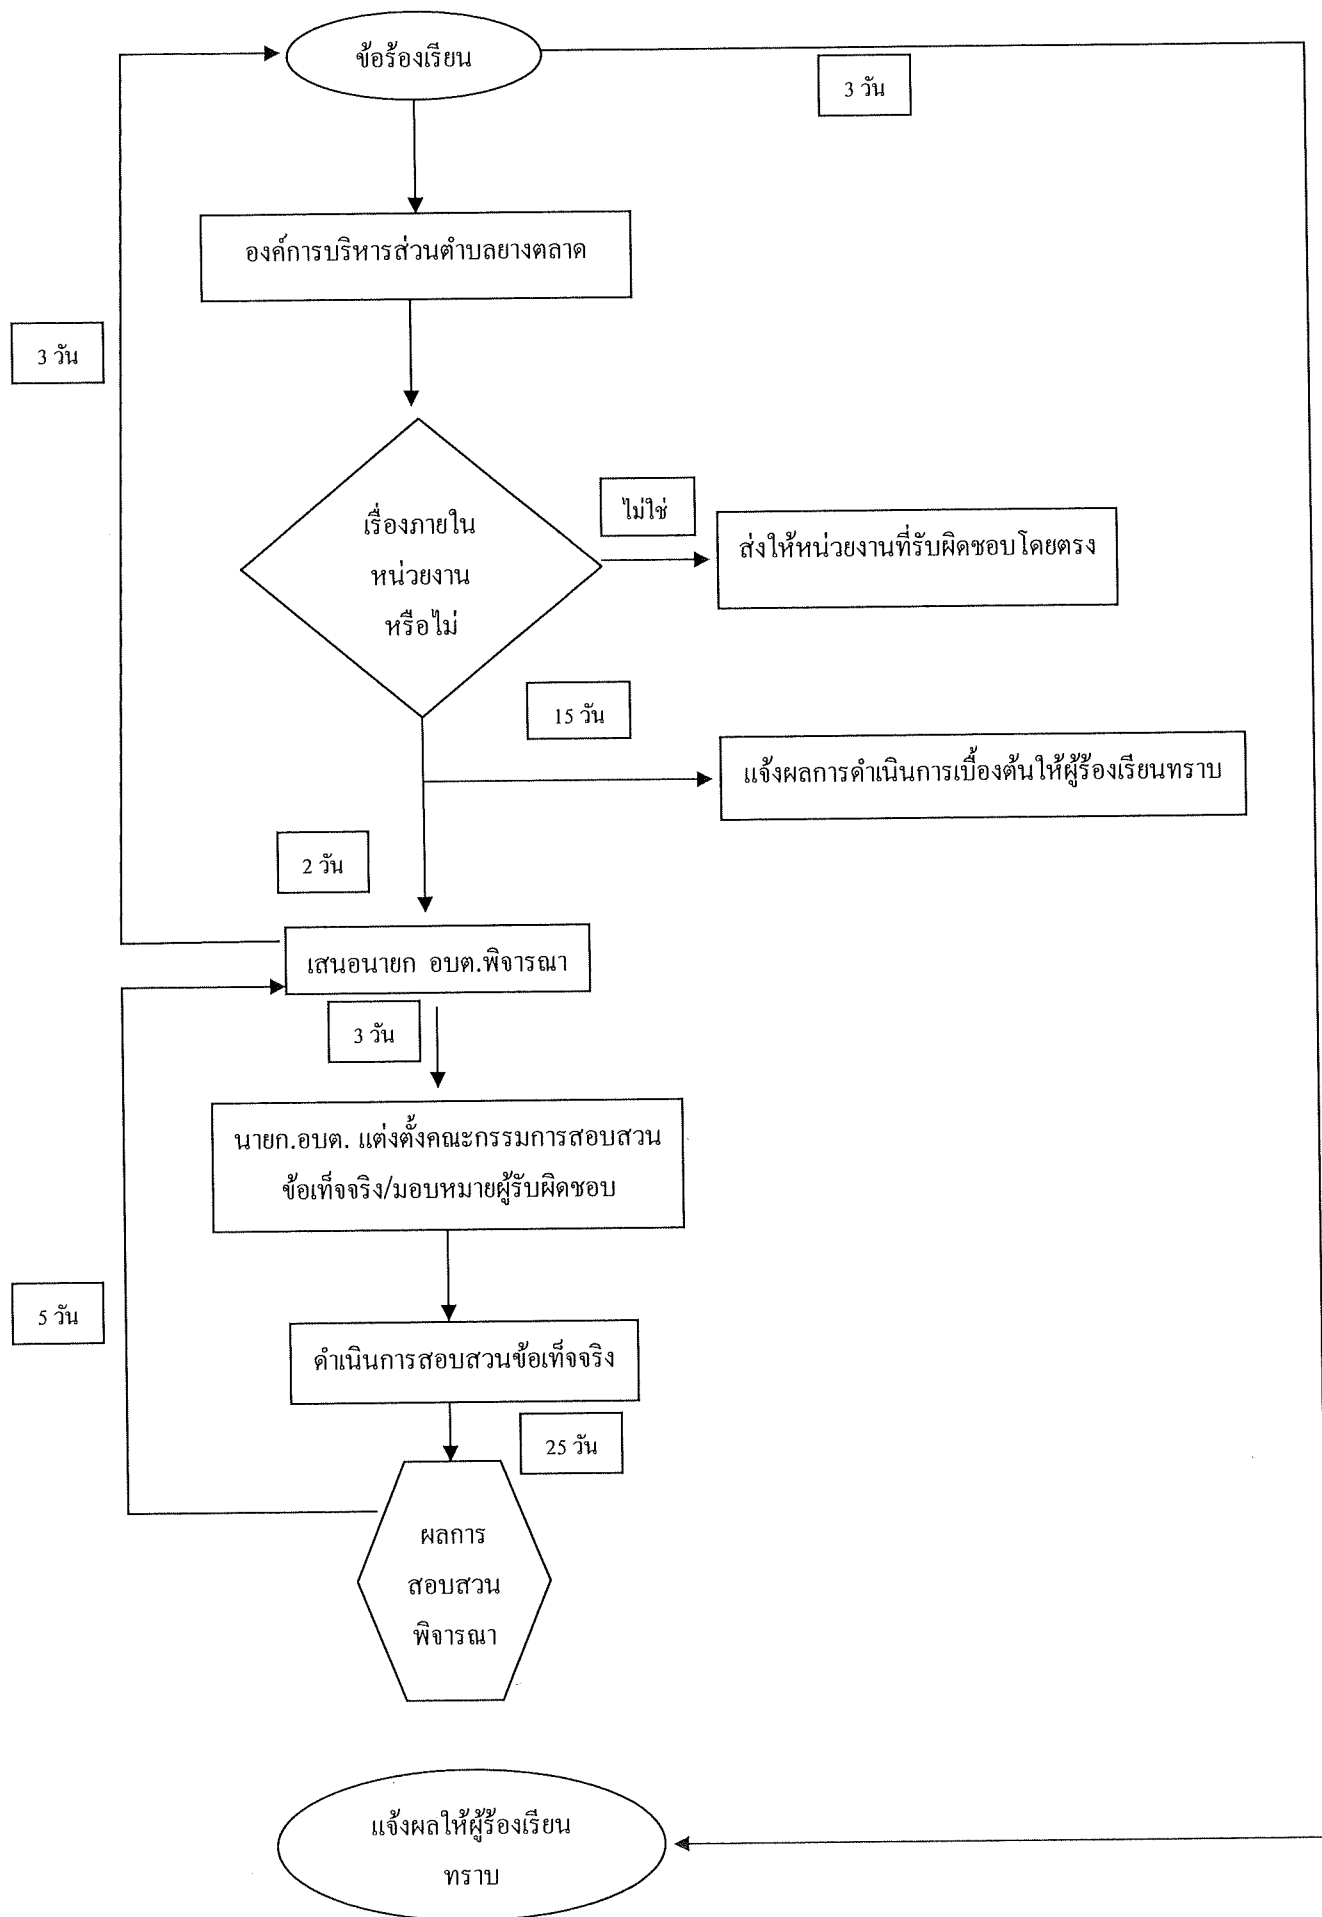 ข้อร้องเรียน
3 วัน
องค์การบริหารส่วนตำบลยางตลาด
3 วัน
เรื่องภายใน
หน่วยงาน
หรือไม่
ไม่ใช่
ส่งให้หน่วยงานที่รับผิดชอบโดยตรง
15 วัน
แจ้งผลการดำเนินการเบื้องต้นให้ผู้ร้องเรียนทราบ
2 วัน
เสนอนายก อบต.พิจารณา
3 วัน
นายก.อบต. แต่งตั้งคณะกรรมการสอบสวน
ข้อเท็จจริง/มอบหมายผู้รับผิดชอบ
5 วัน
ดำเนินการสอบสวนข้อเท็จจริง
25 วัน
ผลการ
สอบสวน
พิจารณา
แจ้งผลให้ผู้ร้องเรียน
ทราบ